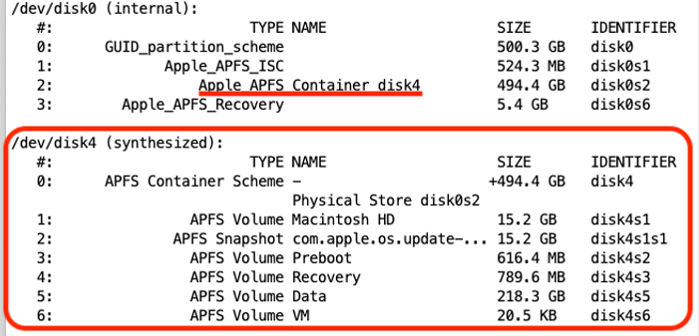 /dev/disk0 (internal):
#: TYPE NAME SIZE IDENTIFIER
0: GUID_partition_scheme 500.3 GB disk0
1: Apple_APFS_ISC 524.3 MB disk0s1
2: Apple_APFS Container disk4 494.4 GB disk0s2
3: Apple_APFS_Recovery 5.4 GB disk0s6
/dev/disk4 (synthesized):
#: TYPE NAME SIZE IDENTIFIER
0: APFS Container Scheme - +494.4 GB disk4
Physical Store disk0s2
1: APFS Volume Macintosh HD 15.2 GB disk4s1
2: APFS Snapshot com.apple.os.update-... 15.2 GB disk4s1s1
3: APFS Volume Preboot 616.4 MB disk4s2
4: APFS Volume Recovery 789.6 MB disk4s3
5: APFS Volume Data 218.3 GB disk4s5
6: APFS Volume VM 20.5 KB disk4s6